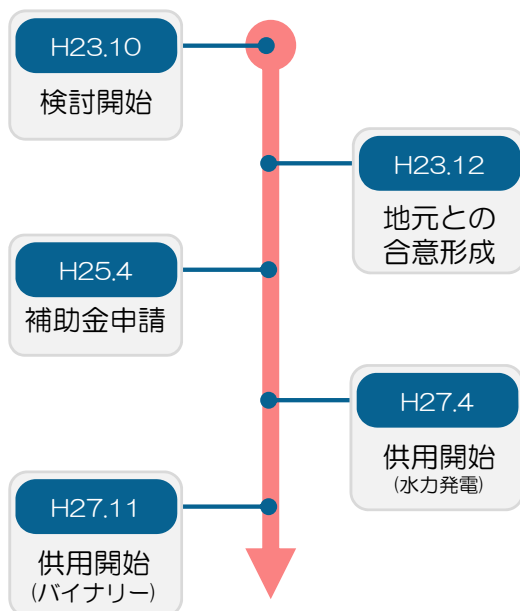 H23.10
検討開始
H23.12
地元との
合意形成
H25.4
補助金申請
H27.4
供用開始
(水力発電)
H27.11
供用開始
(バイナリー)